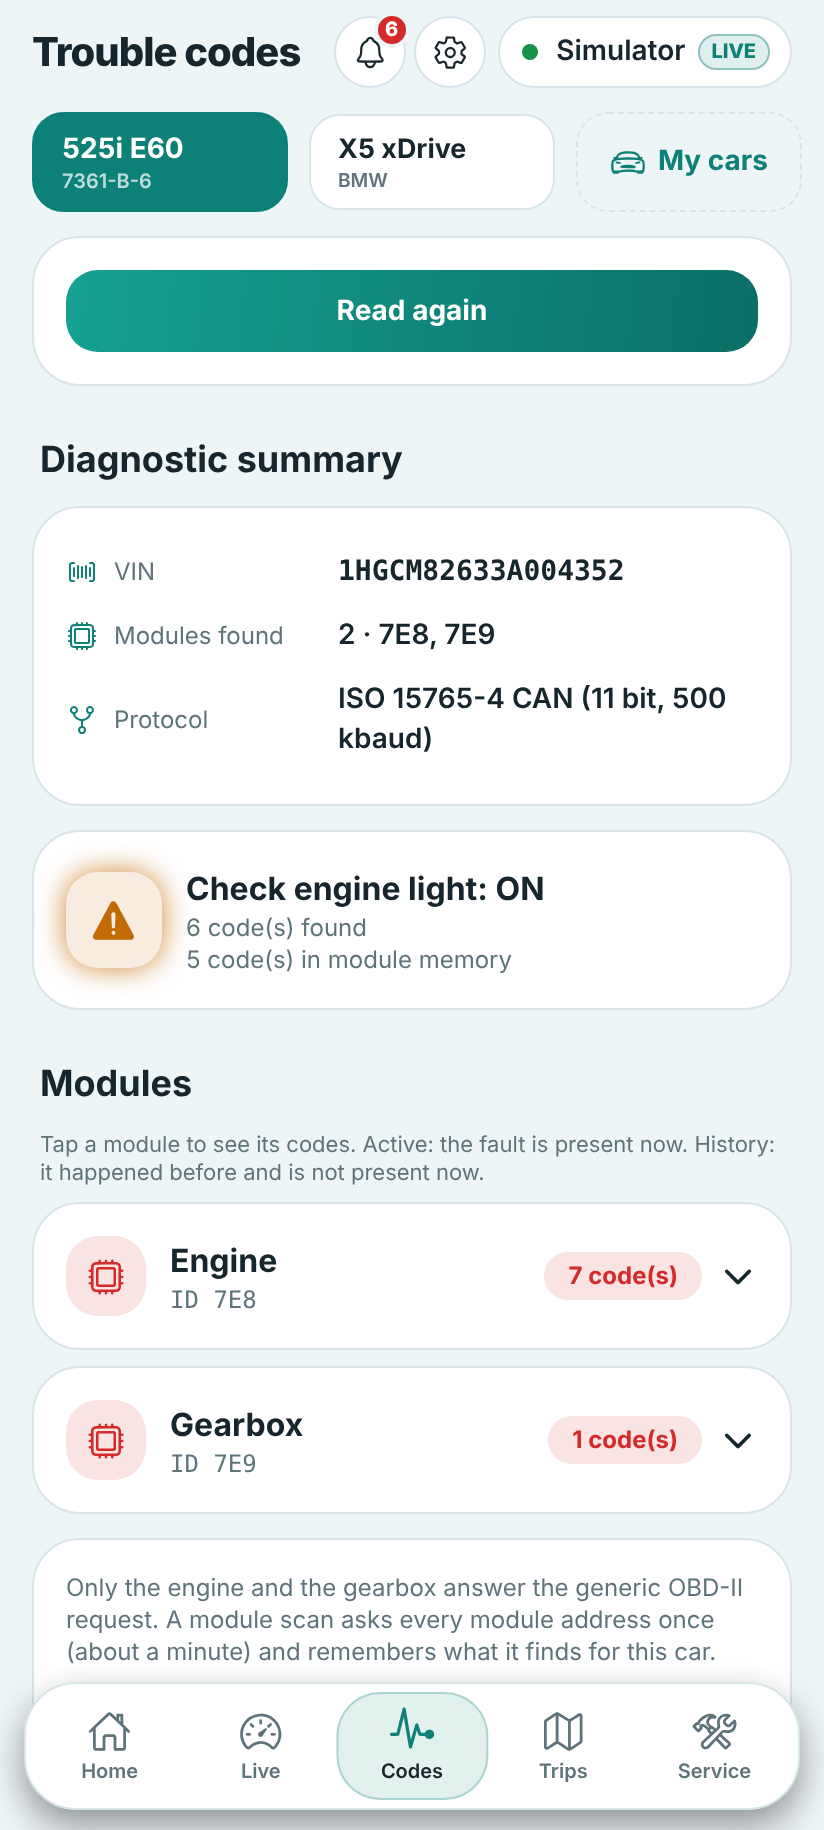 Trouble codes
6
Simulator LIVE
525i E60
7361-B-6
X5 xDrive
BMW
My cars
Read again
Diagnostic summary
VIN 1HGCM82633A004352
Modules found 2 · 7E8, 7E9
Protocol ISO 15765-4 CAN (11 bit, 500
kbaud)
Check engine light: ON
6 code(s) found
5 code(s) in module memory
Modules
Tap a module to see its codes. Active: the fault is present now. History:
it happened before and is not present now.
Engine
ID 7E8
7 code(s)
Gearbox
ID 7E9
1 code(s)
Only the engine and the gearbox answer the generic OBD-II
request. A module scan asks every module address once
(about a minute) and remembers what it finds for this car.
Home Live Codes Trips Service